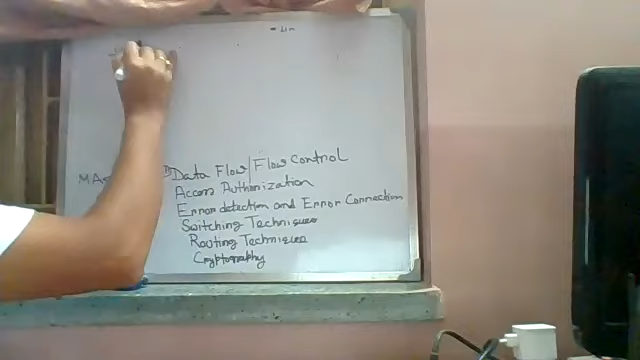 Data Flow / Flow Control
MA
Access Authorization
Error detection and Error Correction
Switching Techniques
Routing Techniques
Cryptography